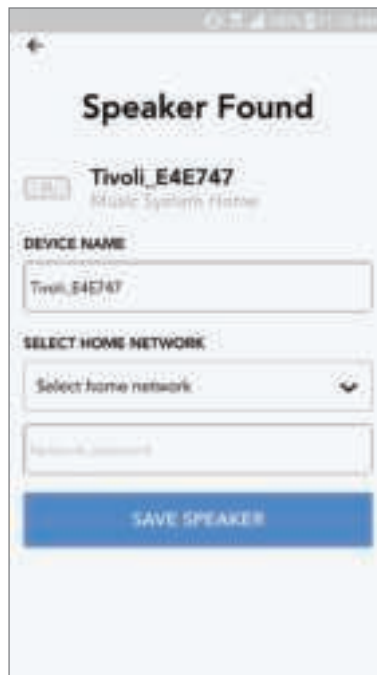 Speaker Found
Tivoli_E4E747
Music System Home
DEVICE NAME
Tivoli_E4E747
SELECT HOME NETWORK
Select home network
Network password
SAVE SPEAKER